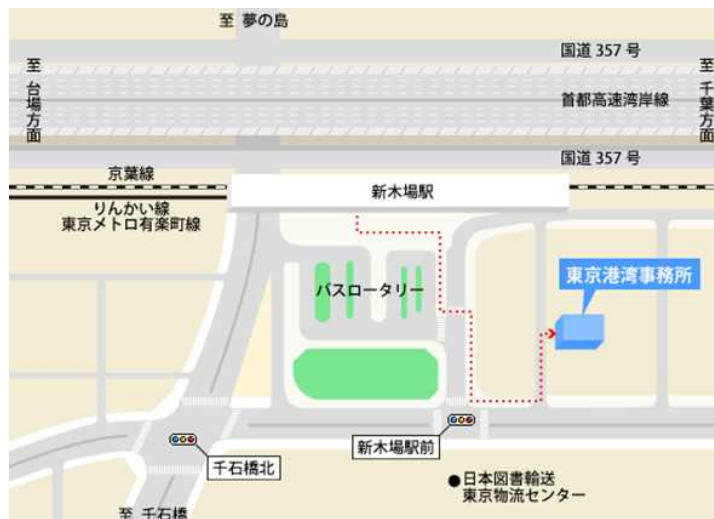 至 夢の島
国道 357 号
至 台場方面
至 千葉方面
首都高速湾岸線
国道 357 号
京葉線
新木場駅
りんかい線
東京メトロ有楽町線
東京港湾事務所
バスロータリー
新木場駅前
千石橋北
●日本図書輸送
東京物流センター
至 千石橋